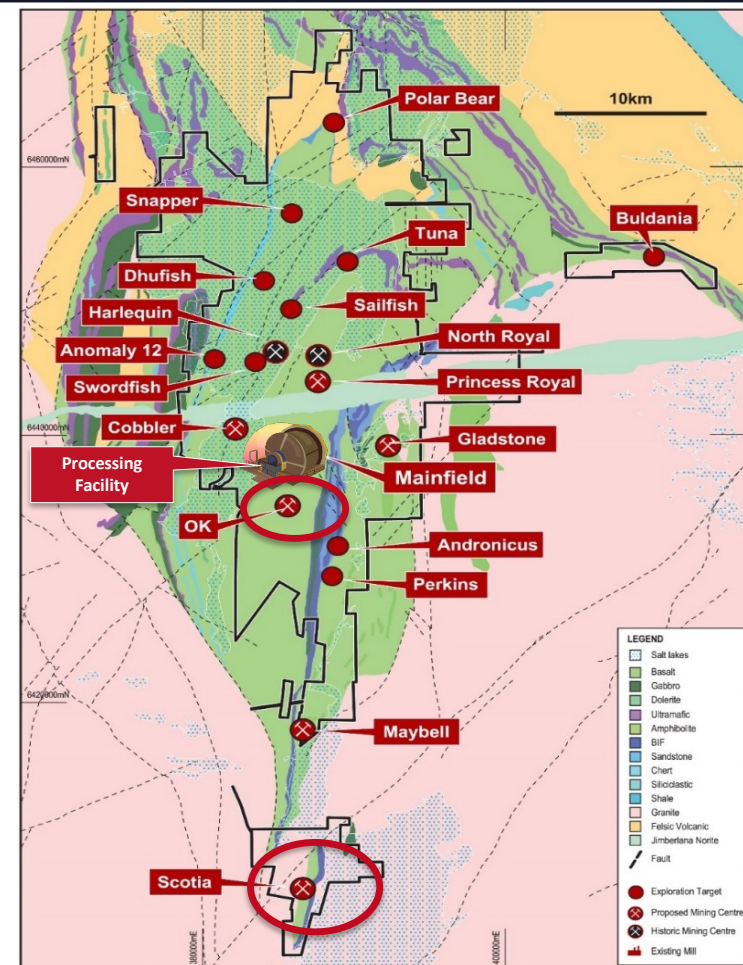 Polar Bear
10km
6460000mN
Snapper
Buldania
Tuna
Dhufish
Sailfish
Harlequin
North Royal
Anomaly 12
Princess Royal
Swordfish
Cobbler
6440000mN
Gladstone
Processing
Facility
Mainfield
OK
Andronicus
Perkins
6420000mN
Maybell
Scotia
400000mE
LEGEND
Salt lakes
Basalt
Gabbro
Dolerite
Ultramafic
Amphibolite
BIF
Sandstone
Chert
Siliciclastic
Shale
Granite
Felsic Volcanic
Jimberlana Norite
Fault
Exploration Target
Proposed Mining Centre
Historic Mining Centre
Existing Mill